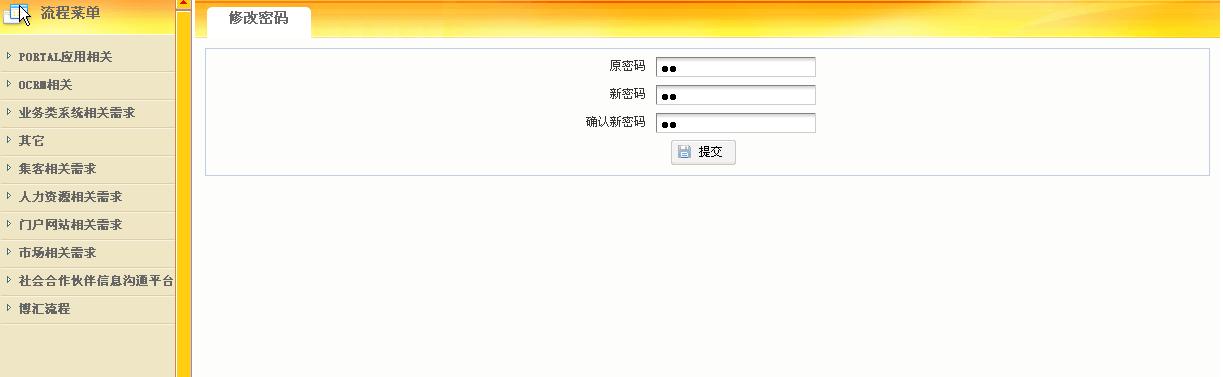 流程菜单
PORTAL应用相关
OCRM相关
业务类系统相关需求
其它
集客相关需求
人力资源相关需求
门户网站相关需求
市场相关需求
社会合作伙伴信息沟通平台
博汇流程
修改密码
原密码 ●●
新密码 ●●
确认新密码 ●●
提交